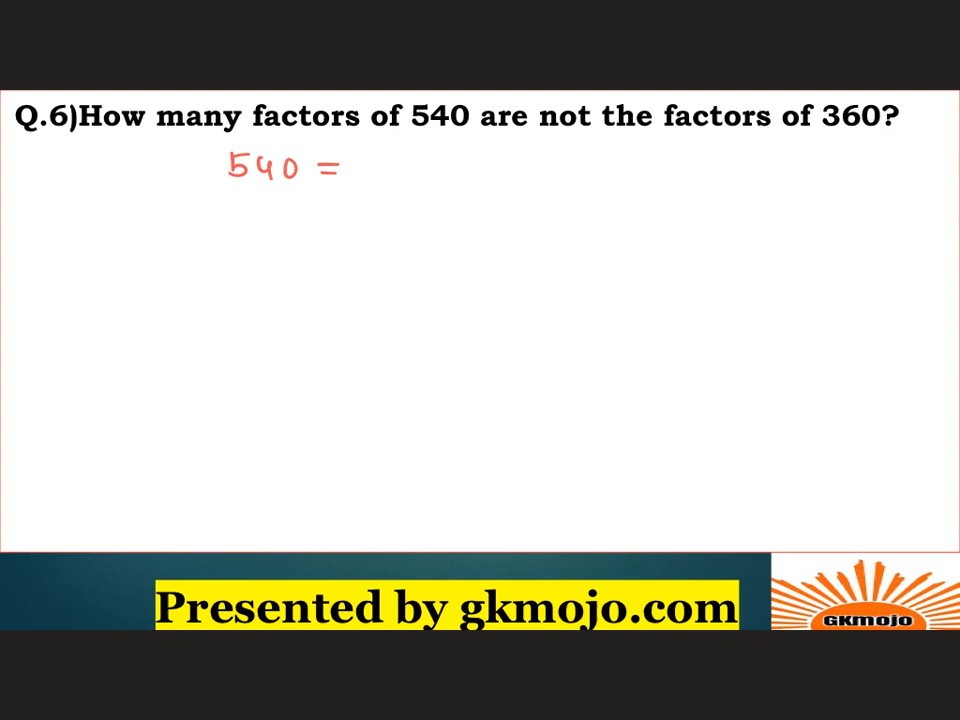 Q.6)How many factors of 540 are not the factors of 360?
540 =
Presented by gkmojo.com
GKmojo